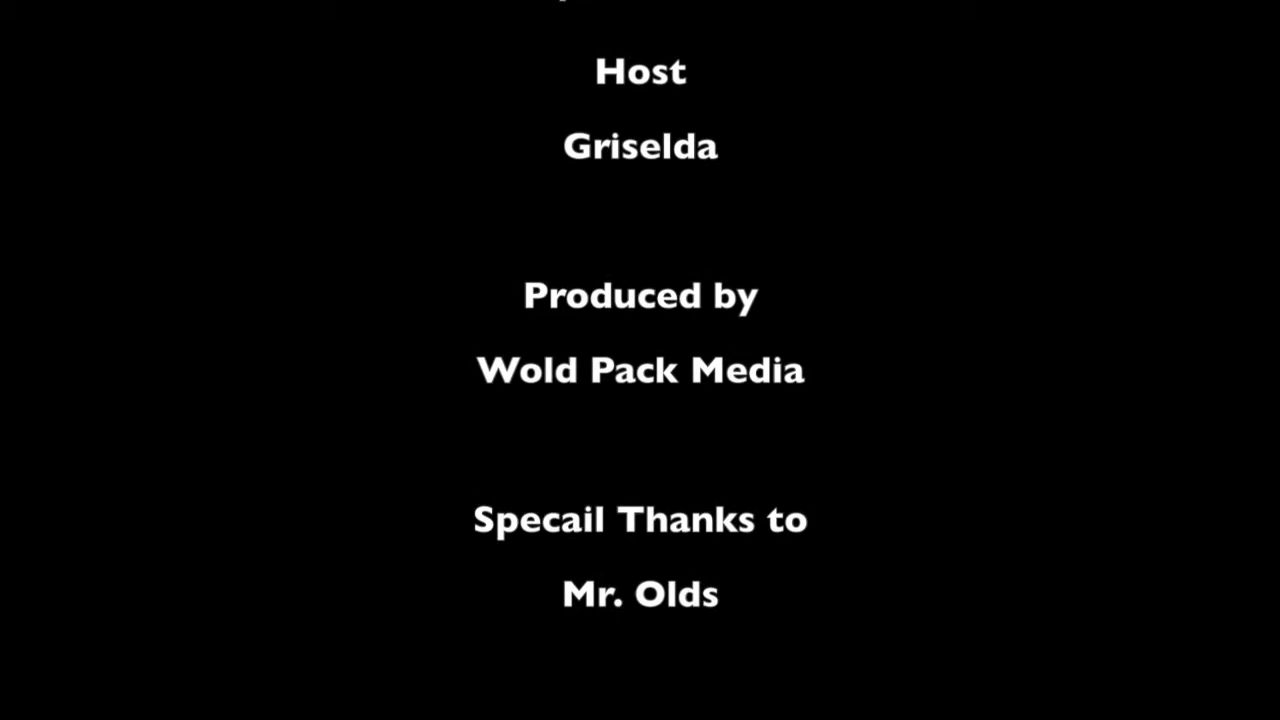 Host
Griselda
Produced by
Wold Pack Media
Specail Thanks to
Mr. Olds